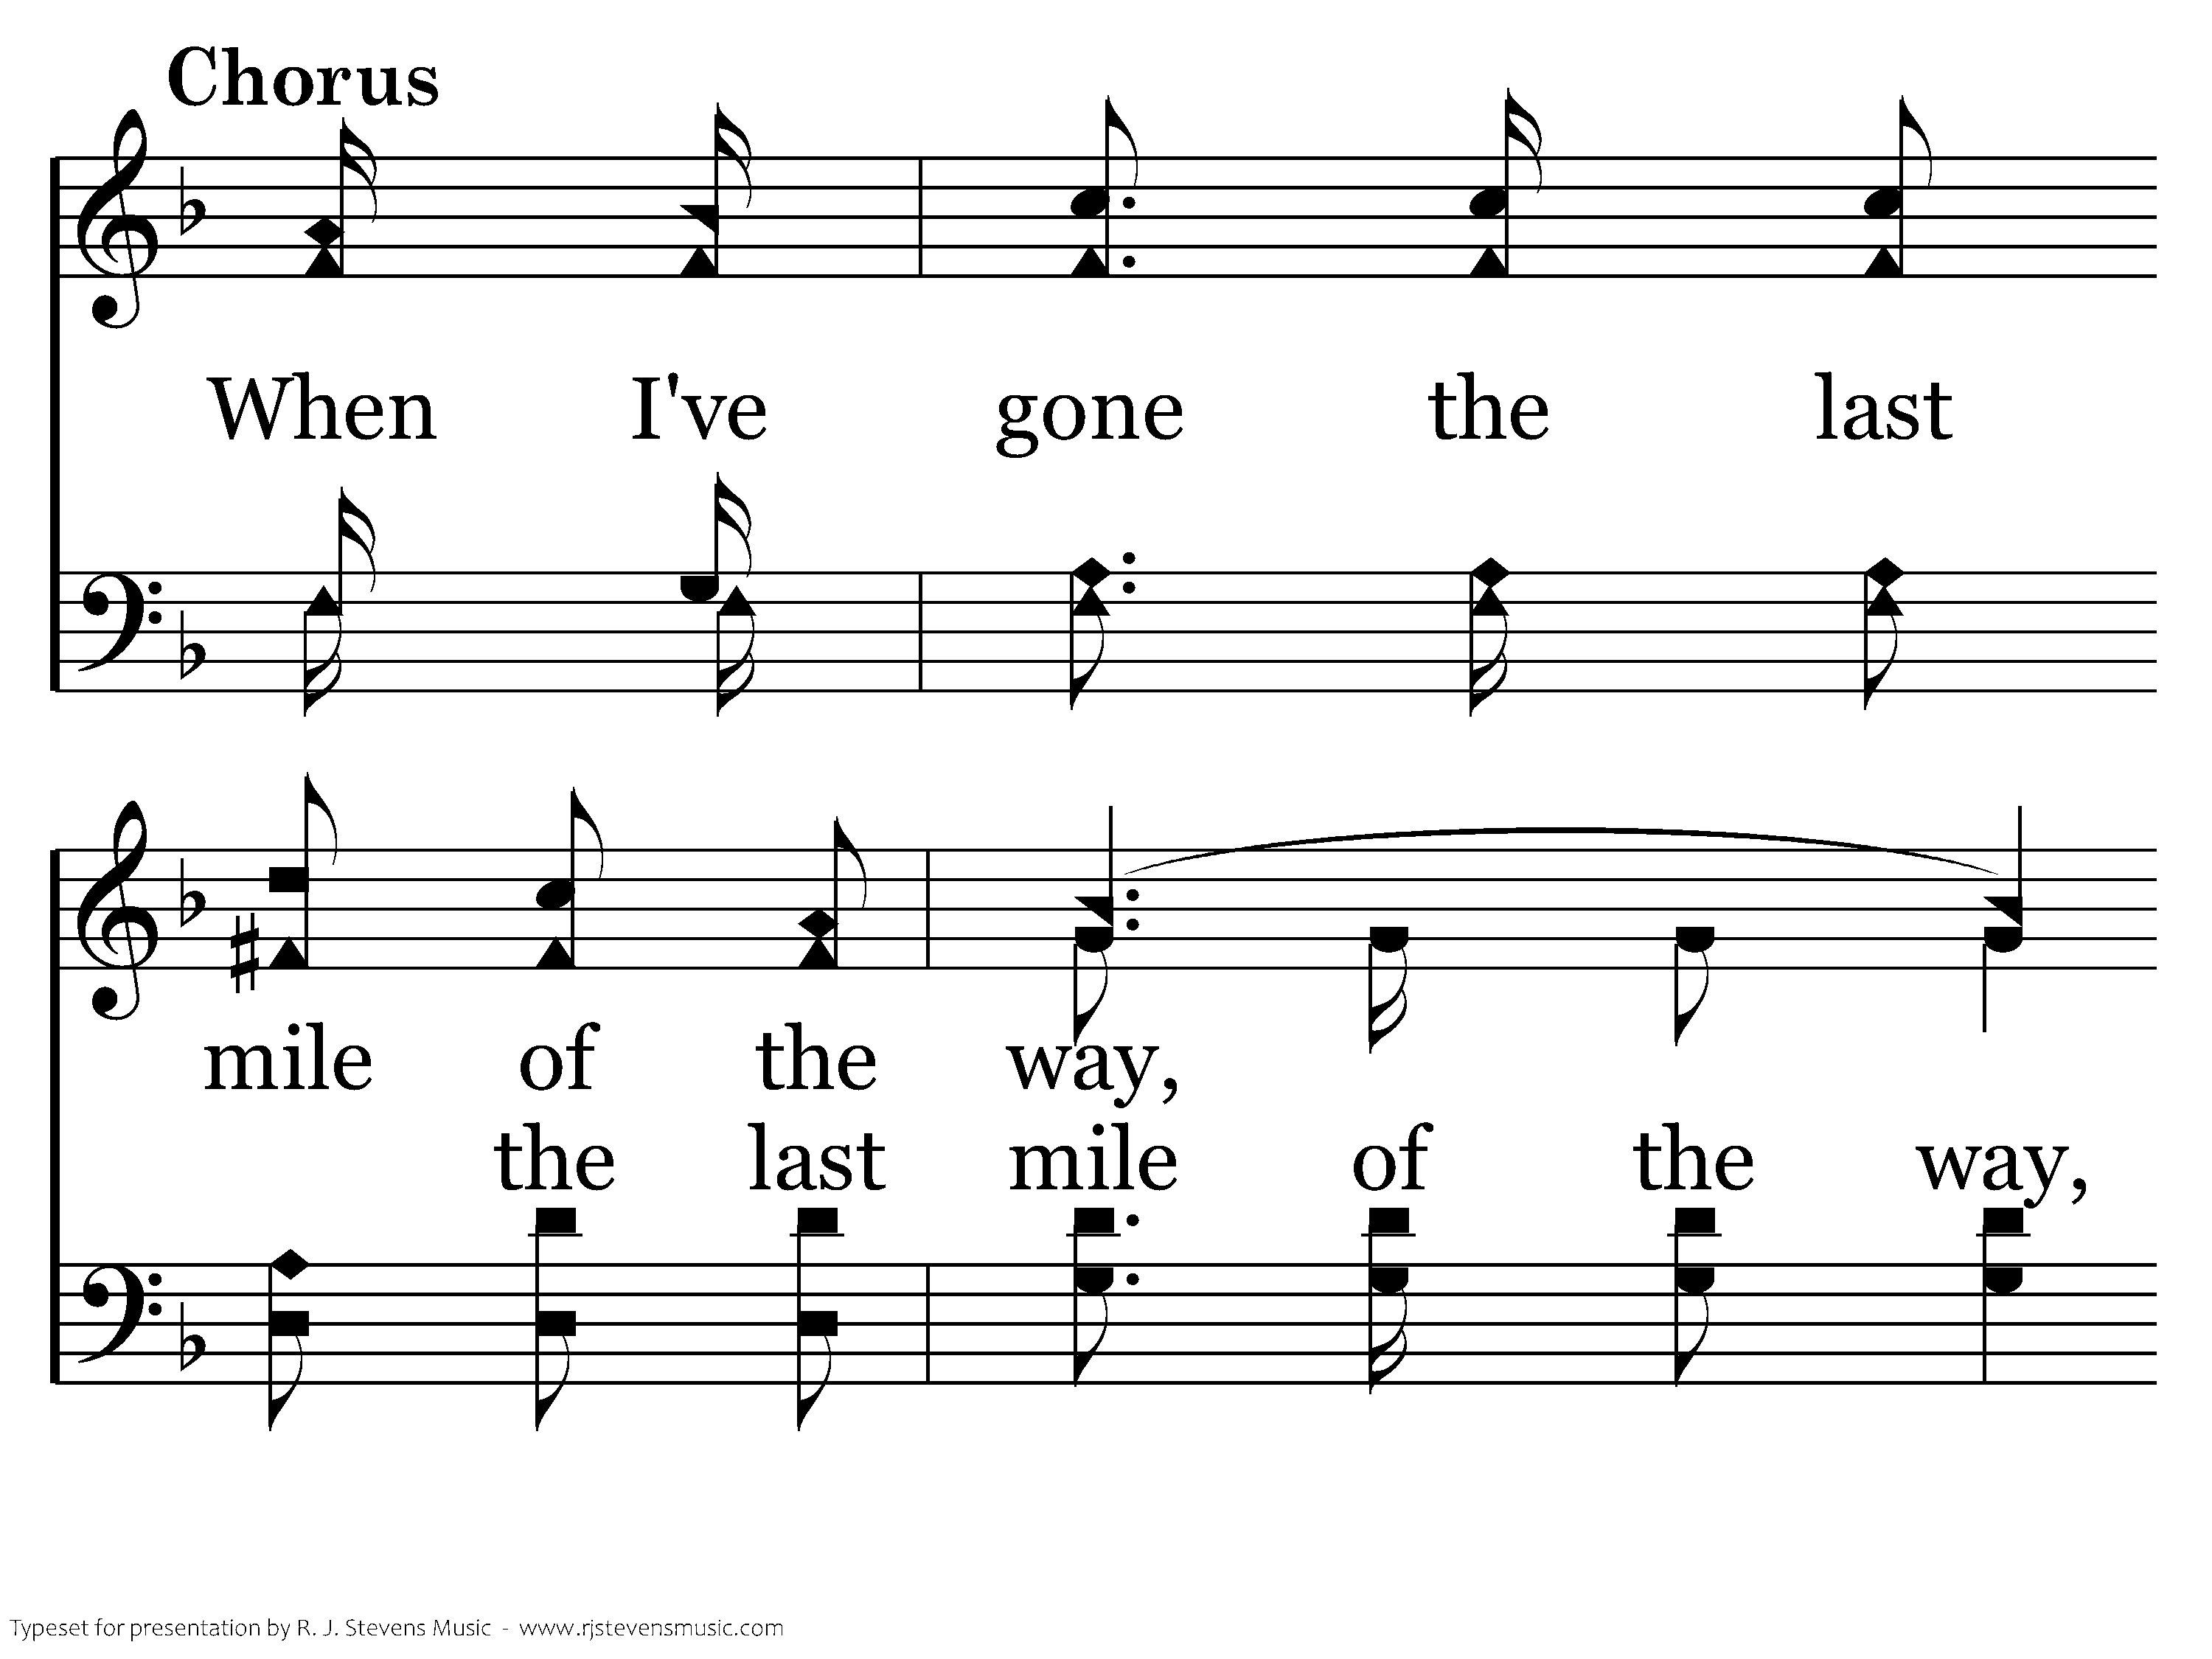 Chorus
When I've gone the last
mile of the way,
the last mile of the way,
Typeset for presentation by R. J. Stevens Music - www.rjstevensmusic.com